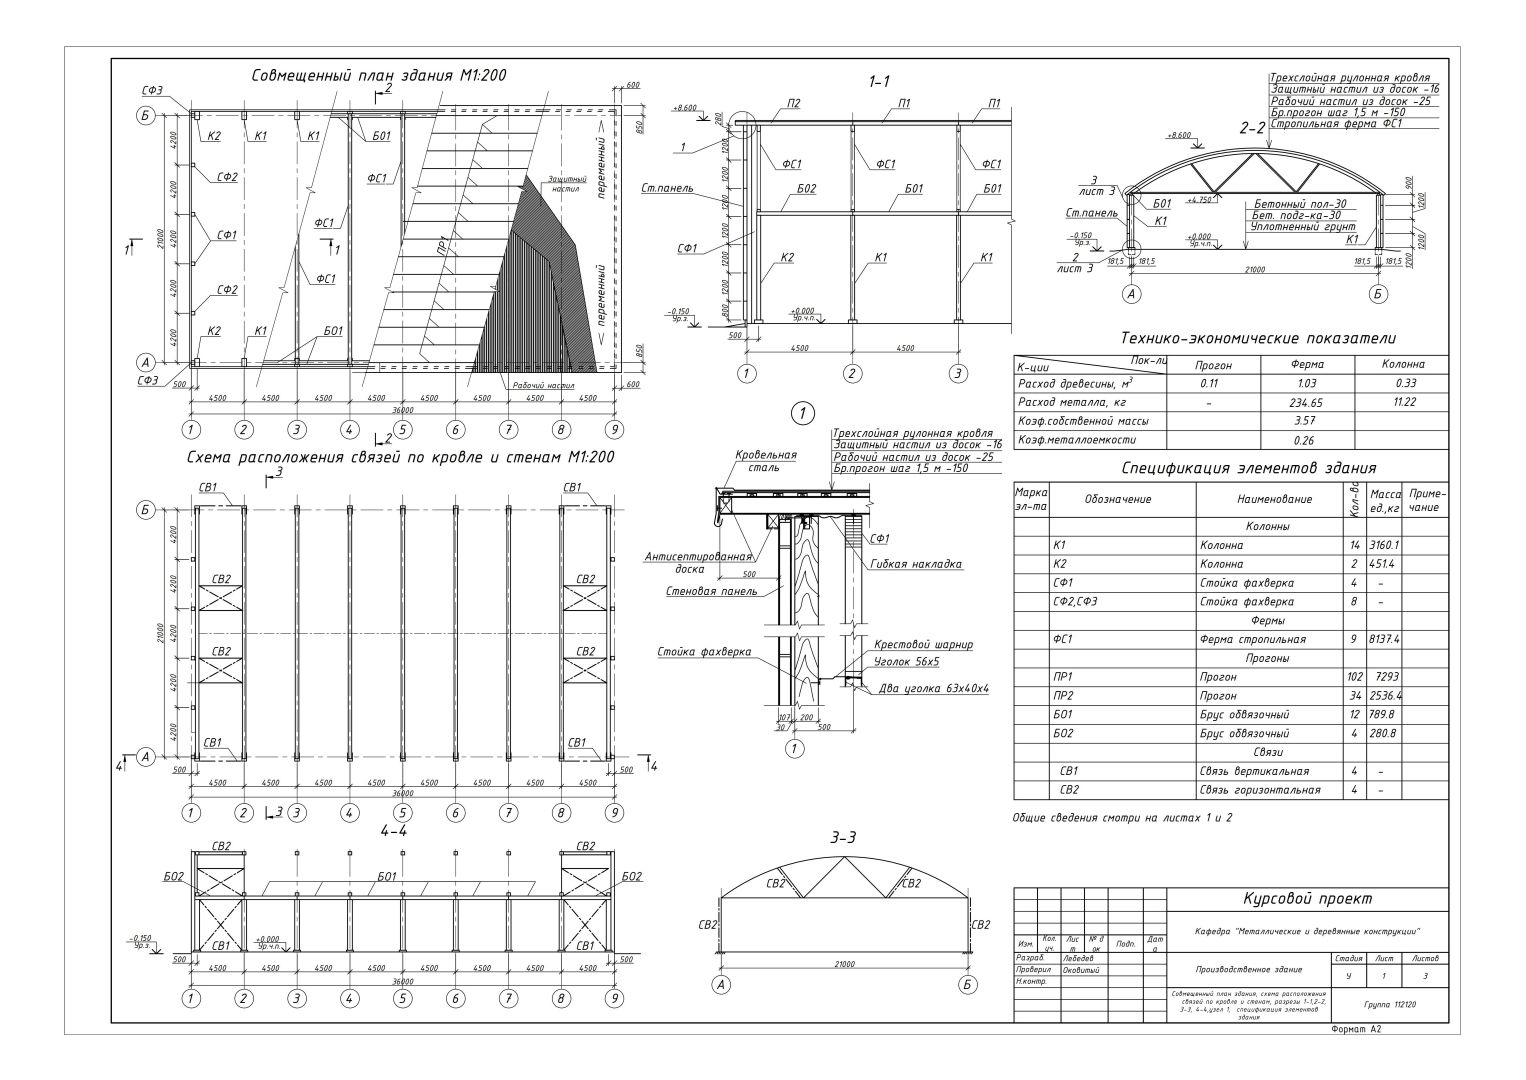 Совмещенный план здания М1:200
СФ3
2
600
Б
К2
К1
К1
БО1
850
4200
4200
4200
4200
4200
21000
СФ2
ФС1
Защитный
настил
переменный
СФ1
ФС1
ПР1
1
1
ФС1
СФ2
переменный
К2
К1
БО1
А
850
СФ3
Рабочий настил
500
600
4500 4500 4500 4500 4500 4500 4500 4500
36000
1 2 3 4 5 6 7 8 9
2
Схема расположения связей по кровле и стенам М1:200
3
СВ1
СВ1
Б
4200
4200
4200
4200
4200
21000
СВ2
СВ2
СВ2
СВ2
СВ1
СВ1
А
4
4
500
500
4500 4500 4500 4500 4500 4500 4500 4500
36000
1 2 3 4 5 6 7 8 9
3
4-4
СВ2
СВ2
БО2
БО1
БО2
-0.150
Ур.з.
+0.000
Ур.ч.п.
СВ1
СВ1
500
500
4500 4500 4500 4500 4500 4500 4500 4500
36000
1 2 3 4 5 6 7 8 9
1-1
+8.600
280
П2
П1
П1
1
1200
1200
1200
1200
1200
1200
1200
800
ФС1
ФС1
ФС1
Ст.панель
БО2
БО1
БО1
СФ1
К2
К1
К1
-0.150
Ур.з.
+0.000
Ур.ч.п.
500
4500
4500
1 2 3
1
Трехслойная рулонная кровля
Защитный настил из досок -16
Рабочий настил из досок -25
Бр.прогон шаг 1,5 м -150
Кровельная
сталь
СФ1
Антисептированная
доска
Гибкая накладка
500
Стеновая панель
Крестовой шарнир
Стойка фахверка
Уголок 56х5
Два уголка 63х40х4
107
200
30
500
1
3-3
СВ2
СВ2
СВ2
СВ2
21000
А
Б
Трехслойная рулонная кровля
Защитный настил из досок -16
Рабочий настил из досок -25
Бр.прогон шаг 1,5 м -150
Стропильная ферма ФС1
2-2
+8.600
3
лист 3
БО1
+4.750
Ст.панель
К1
Бетонный пол-30
Бет. подг-ка-30
Уплотненный грунт
К1
900
1200
1200
1200
-0.150
Ур.з.
+0.000
Ур.ч.п.
2
лист 3
181,5
181,5
181,5
181,5
21000
А
Б
Технико-экономические показатели
Пок-ли
К-ции
Прогон Ферма Колонна
Расход древесины, м3 0.11 1.03 0.33
Расход металла, кг - 234.65 11.22
Коэф.собственной массы 3.57
Коэф.металлоемкости 0.26
Спецификация элементов здания
Марка
эл-та
Обозначение
Наименование
Кол-во
Масса
ед.,кг
Приме-
чание
Колонны
К1 Колонна 14 3160.1
К2 Колонна 2 451.4
СФ1 Стойка фахверка 4 -
СФ2,СФ3 Стойка фахверка 8 -
Фермы
ФС1 Ферма стропильная 9 8137.4
Прогоны
ПР1 Прогон 102 7293
ПР2 Прогон 34 2536.4
БО1 Брус обвязочный 12 789.8
БО2 Брус обвязочный 4 280.8
Связи
СВ1 Связь вертикальная 4 -
СВ2 Связь горизонтальная 4 -
Общие сведения смотри на листах 1 и 2
Курсовой проект
Кафедра "Металлические и деревянные конструкции"
Изм.
Кол.
уч.
Лис
т
№ д
ок
Подп.
Дат
а
Разраб. Лебедев
Проверил Оковитый
Н.контр.
Производственное здание
Стадия Лист Листов
У 1 3
Совмещенный план здания, схема расположения
связей по кровле и стенам, разрезы 1-1,2-2,
3-3, 4-4,узел 1, спецификация элементов
здания
Группа 112120
Формат А2